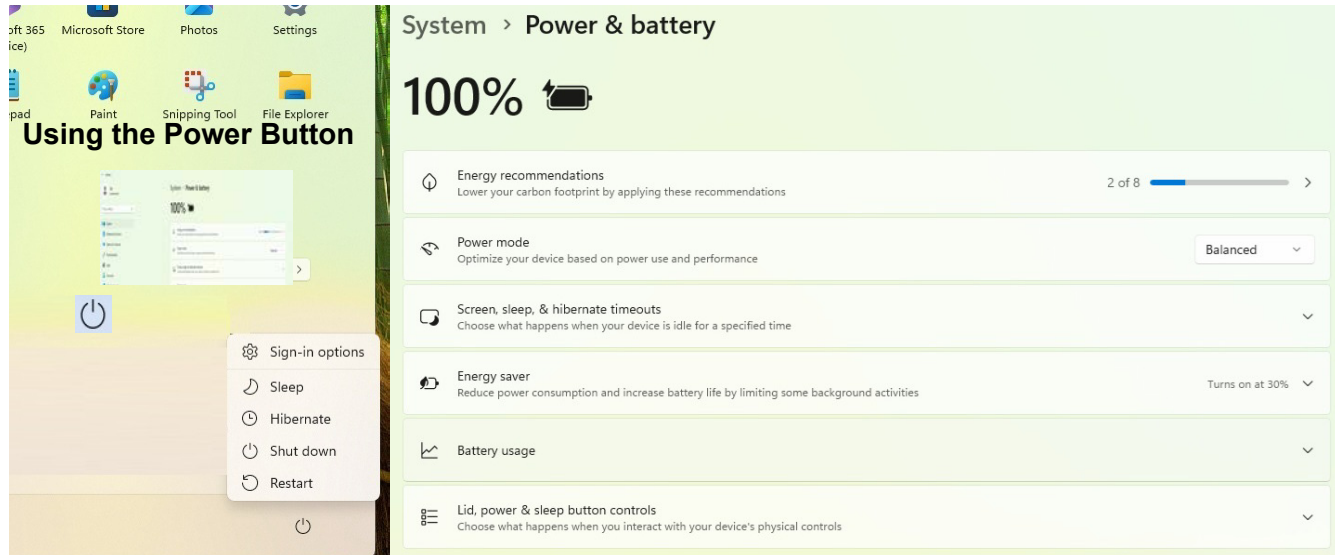 oft 365
ice)
Microsoft Store
Photos
Settings
epad
Paint
Snipping Tool
File Explorer
Using the Power Button
System > Power & battery
100%
Sign-in options
Sleep
Hibernate
Shut down
Restart
System > Power & battery
100%
Energy recommendations
Lower your carbon footprint by applying these recommendations
2 of 8
Power mode
Optimize your device based on power use and performance
Balanced
Screen, sleep, & hibernate timeouts
Choose what happens when your device is idle for a specified time
Energy saver
Reduce power consumption and increase battery life by limiting some background activities
Turns on at 30%
Battery usage
Lid, power & sleep button controls
Choose what happens when you interact with your device's physical controls